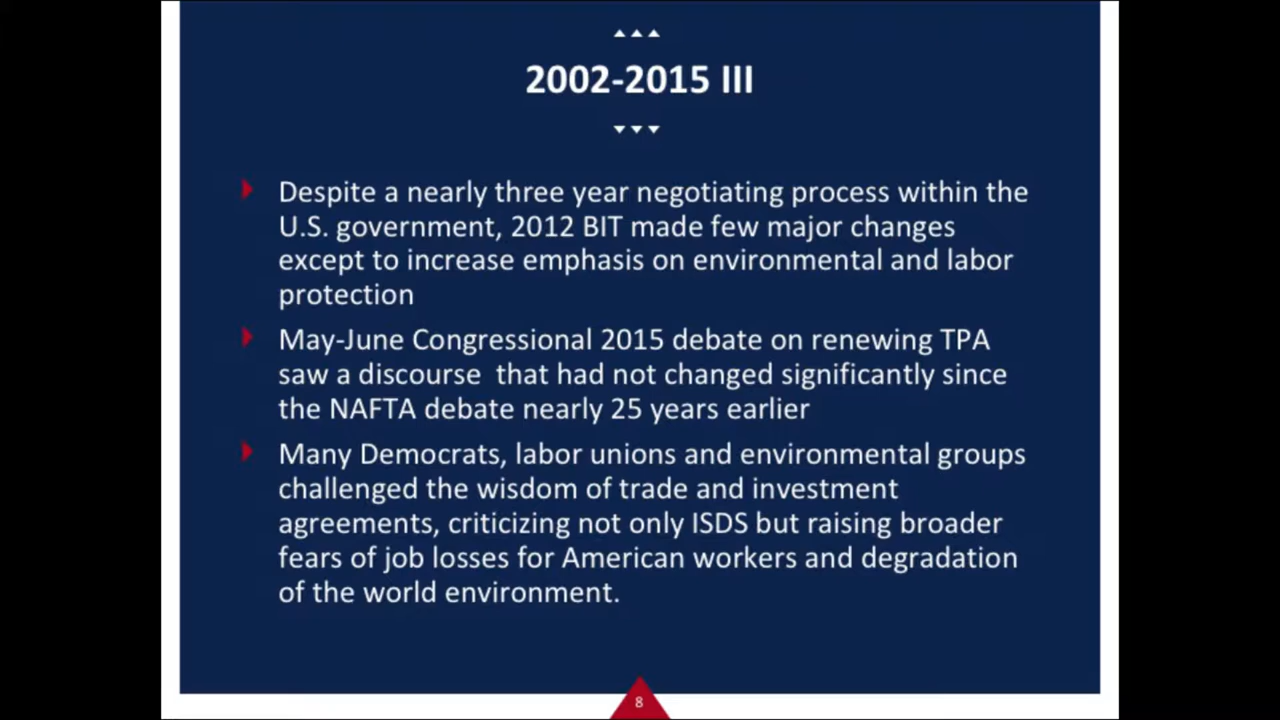 2002-2015 III
Despite a nearly three year negotiating process within the
U.S. government, 2012 BIT made few major changes
except to increase emphasis on environmental and labor
protection
May-June Congressional 2015 debate on renewing TPA
saw a discourse  that had not changed significantly since
the NAFTA debate nearly 25 years earlier
Many Democrats, labor unions and environmental groups
challenged the wisdom of trade and investment
agreements, criticizing not only ISDS but raising broader
fears of job losses for American workers and degradation
of the world environment.
8